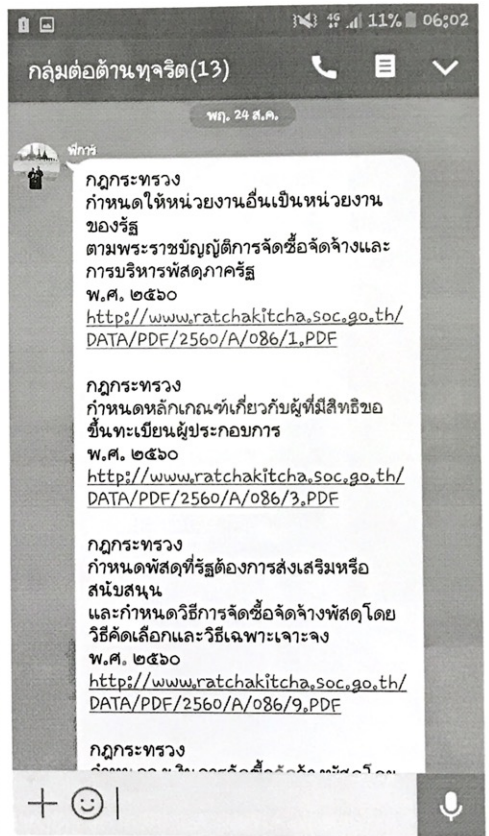 4G 11% 06:02
กลุ่มต่อต้านทุจริต(13)
พฤ. 24 ส.ค.
พี่การ์
กฎกระทรวง
กำหนดให้หน่วยงานอื่นเป็นหน่วยงาน
ของรัฐ
ตามพระราชบัญญัติการจัดซื้อจัดจ้างและ
การบริหารพัสดุภาครัฐ
พ.ศ. ๒๕๖๐
http://www.ratchakitcha.soc.go.th/
DATA/PDF/2560/A/086/1.PDF
กฎกระทรวง
กำหนดหลักเกณฑ์เกี่ยวกับผู้ที่มีสิทธิขอ
ขึ้นทะเบียนผู้ประกอบการ
พ.ศ. ๒๕๖๐
http://www.ratchakitcha.soc.go.th/
DATA/PDF/2560/A/086/3.PDF
กฎกระทรวง
กำหนดพัสดุที่รัฐต้องการส่งเสริมหรือ
สนับสนุน
และกำหนดวิธีการจัดซื้อจัดจ้างพัสดุโดย
วิธีคัดเลือกและวิธีเฉพาะเจาะจง
พ.ศ. ๒๕๖๐
http://www.ratchakitcha.soc.go.th/
DATA/PDF/2560/A/086/9.PDF
กฎกระทรวง